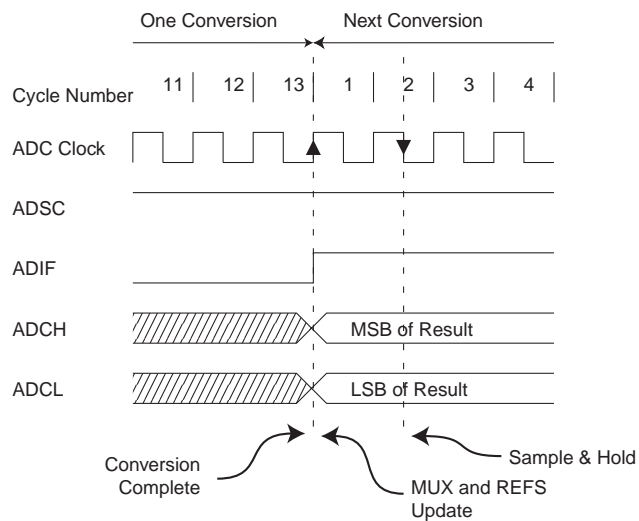 One Conversion Next Conversion
Cycle Number 11 12 13 1 2 3 4
ADC Clock
ADSC
ADIF
ADCH MSB of Result
ADCL LSB of Result
Conversion
Complete
MUX and REFS
Update
Sample & Hold